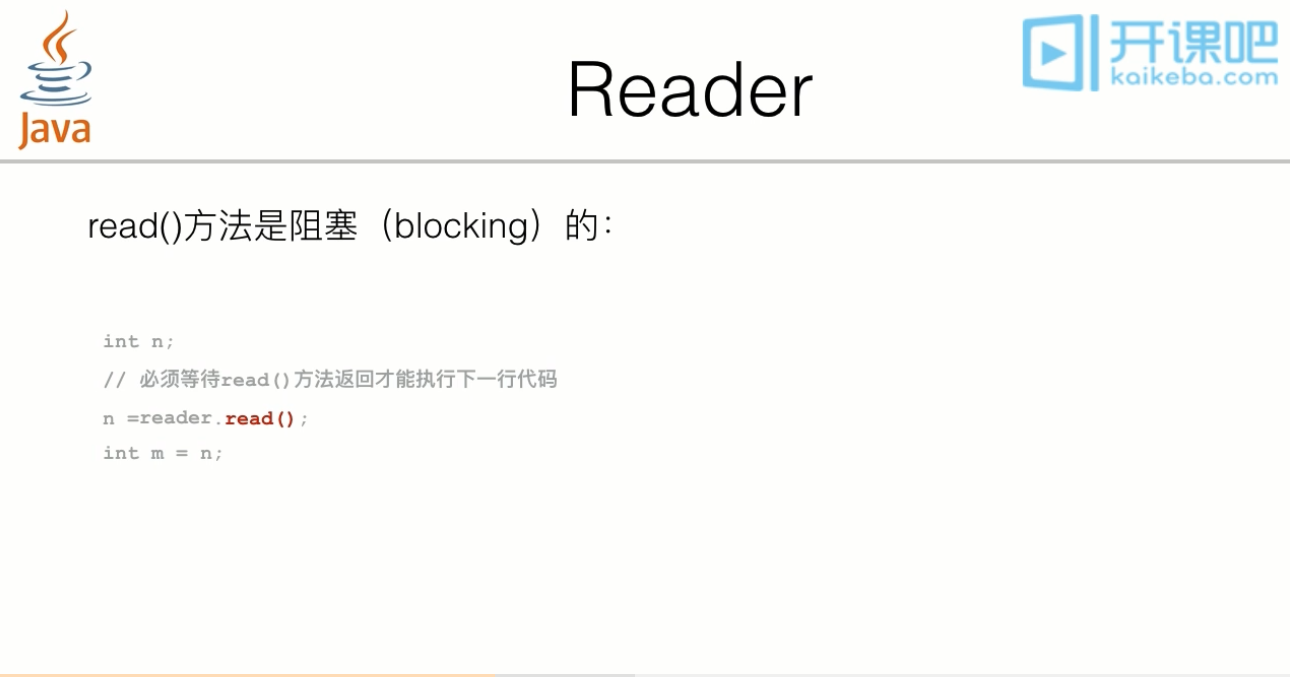 Java
开课吧
kaikeba.com
Reader
read()方法是阻塞（blocking）的：
int n;
// 必须等待read()方法返回才能执行下一行代码
n =reader.read();
int m = n;